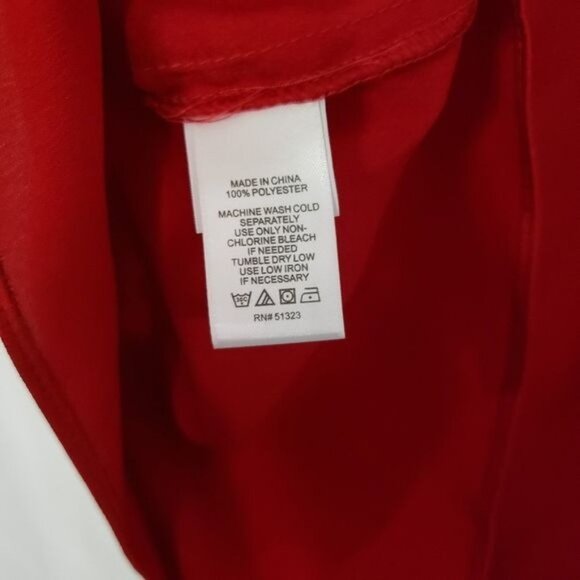 MADE IN CHINA
100% POLYESTER
MACHINE WASH COLD
SEPARATELY
USE ONLY NON-
CHLORINE BLEACH
IF NEEDED
TUMBLE DRY LOW
USE LOW IRON
IF NECESSARY
30C
RN# 51323